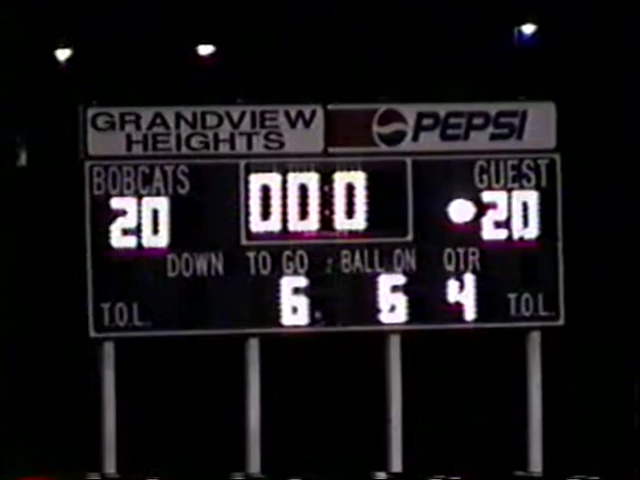 GRANDVIEW HEIGHTS
PEPSI
BOBCATS 00:0 GUEST
20 20
DOWN TO GO BALL ON QTR
6 6 4
T.O.L. T.O.L.